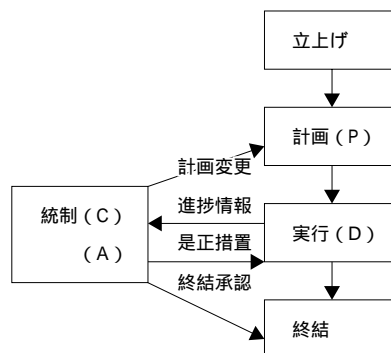 立上げ
計画（P）
計画変更
統制（C）
（A）
進捗情報
是正措置
実行（D）
終結承認
終結